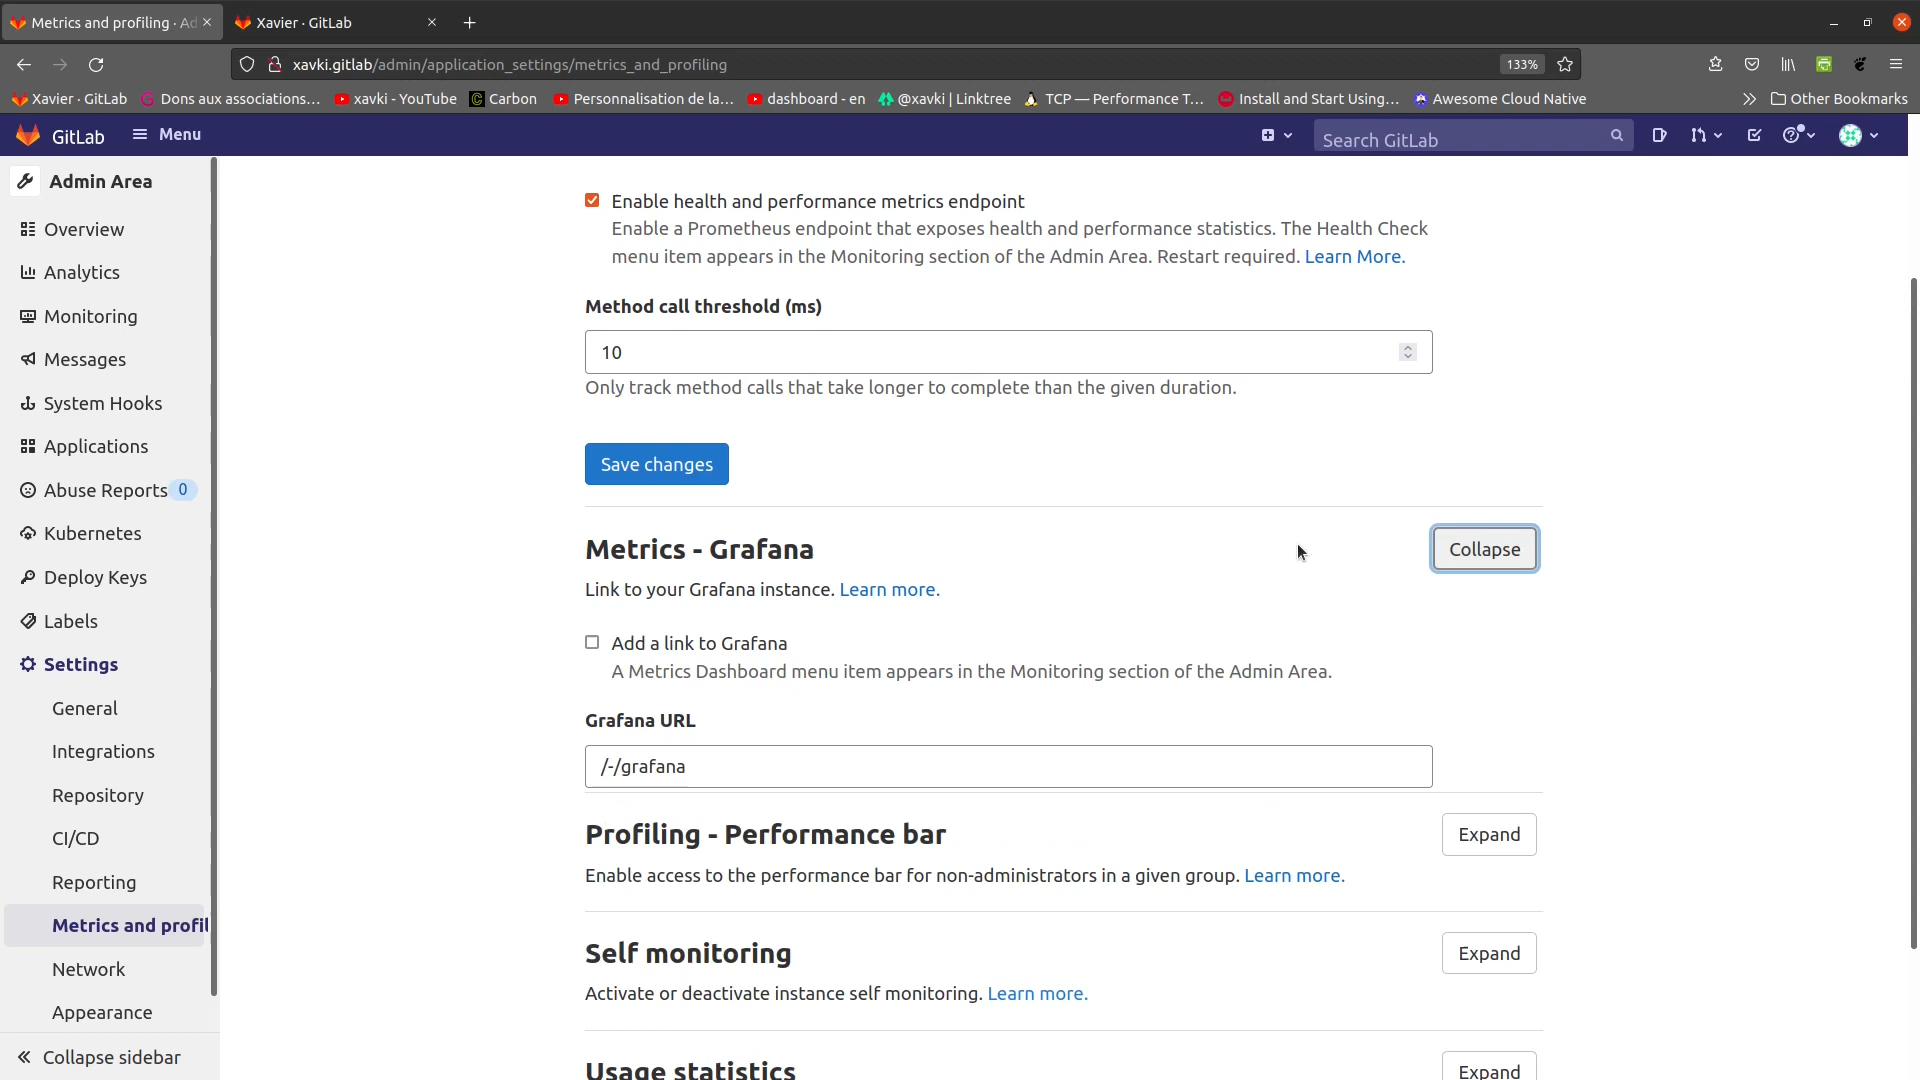 Metrics and profiling · Ad
Xavier · GitLab
xavki.gitlab/admin/application_settings/metrics_and_profiling
133%
Xavier · GitLab
Dons aux associations...
xavki - YouTube
Carbon
Personnalisation de la...
dashboard - en
@xavki | Linktree
TCP — Performance T...
Install and Start Using...
Awesome Cloud Native
Other Bookmarks
GitLab
Menu
Search GitLab
Admin Area
Overview
Analytics
Monitoring
Messages
System Hooks
Applications
Abuse Reports 0
Kubernetes
Deploy Keys
Labels
Settings
General
Integrations
Repository
CI/CD
Reporting
Metrics and profil
Network
Appearance
Collapse sidebar
Enable health and performance metrics endpoint
Enable a Prometheus endpoint that exposes health and performance statistics. The Health Check
menu item appears in the Monitoring section of the Admin Area. Restart required. Learn More.
Method call threshold (ms)
10
Only track method calls that take longer to complete than the given duration.
Save changes
Metrics - Grafana
Collapse
Link to your Grafana instance. Learn more.
Add a link to Grafana
A Metrics Dashboard menu item appears in the Monitoring section of the Admin Area.
Grafana URL
/-/grafana
Profiling - Performance bar
Expand
Enable access to the performance bar for non-administrators in a given group. Learn more.
Self monitoring
Expand
Activate or deactivate instance self monitoring. Learn more.
Usage statistics
Expand